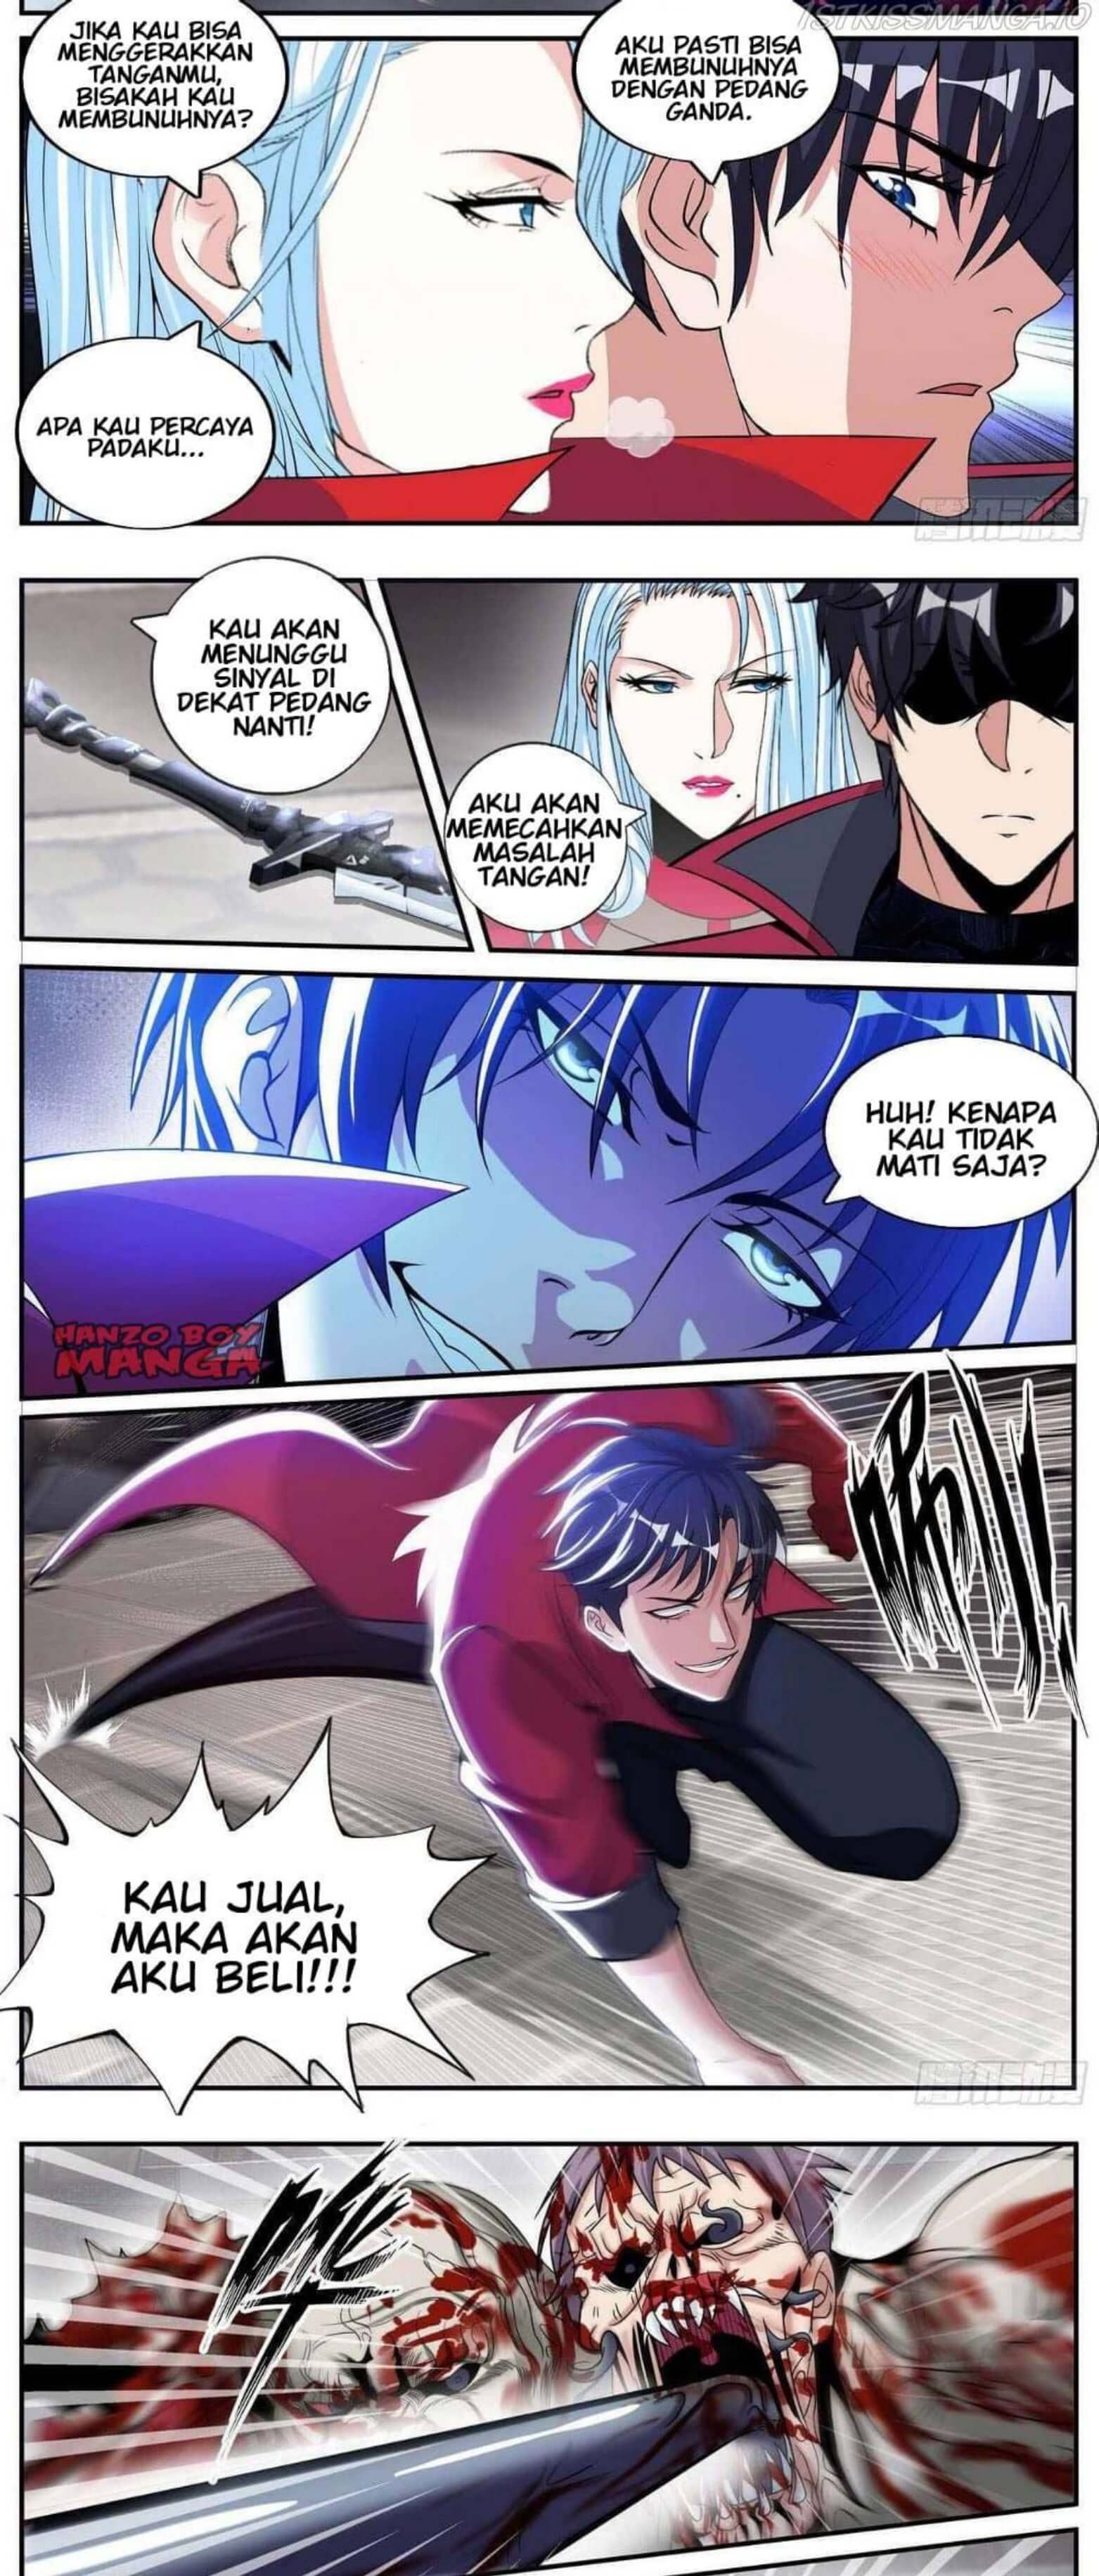 1STKISSMANGA.IO
JIKA KAU BISA
MENGGERAKKAN
TANGANMU,
BISAKAH KAU
MEMBUNUHNYA?
AKU PASTI BISA
MEMBUNUHNYA
DENGAN PEDANG
GANDA.
APA KAU PERCAYA
PADAKU...
KAU AKAN
MENUNGGU
SINYAL DI
DEKAT PEDANG
NANTI!
AKU AKAN
MEMECAHKAN
MASALAH
TANGAN!
HUH! KENAPA
KAU TIDAK
MATI SAJA?
HANZO BOY
MANGA
KAU JUAL,
MAKA AKAN
AKU BELI!!!